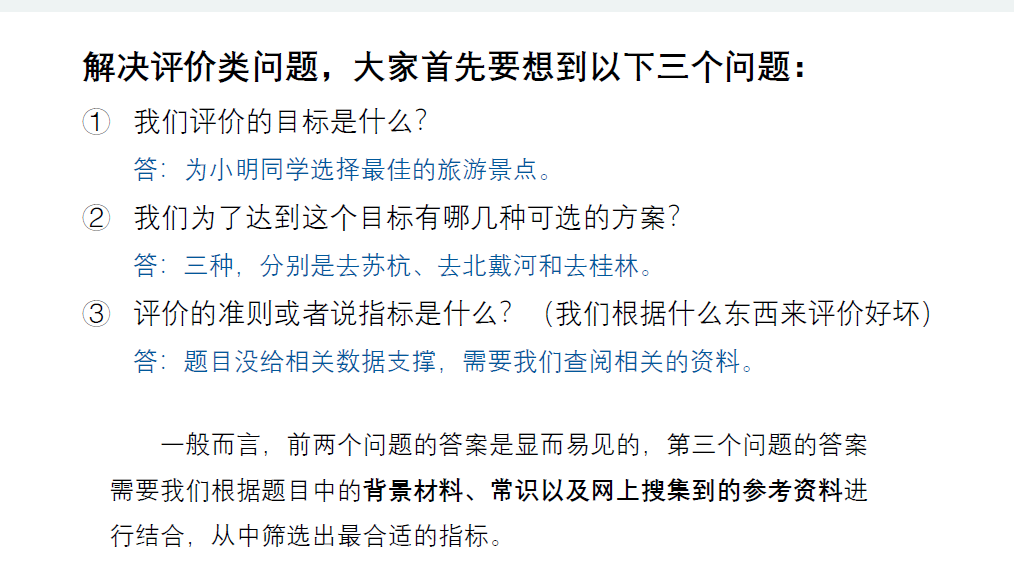 解决评价类问题，大家首先要想到以下三个问题：
① 我们评价的目标是什么？
答：为小明同学选择最佳的旅游景点。
② 我们为了达到这个目标有哪几种可选的方案？
答：三种，分别是去苏杭、去北戴河和去桂林。
③ 评价的准则或者说指标是什么？（我们根据什么东西来评价好坏）
答：题目没给相关数据支撑，需要我们查阅相关的资料。
一般而言，前两个问题的答案是显而易见的，第三个问题的答案
需要我们根据题目中的背景材料、常识以及网上搜集到的参考资料进
行结合，从中筛选出最合适的指标。